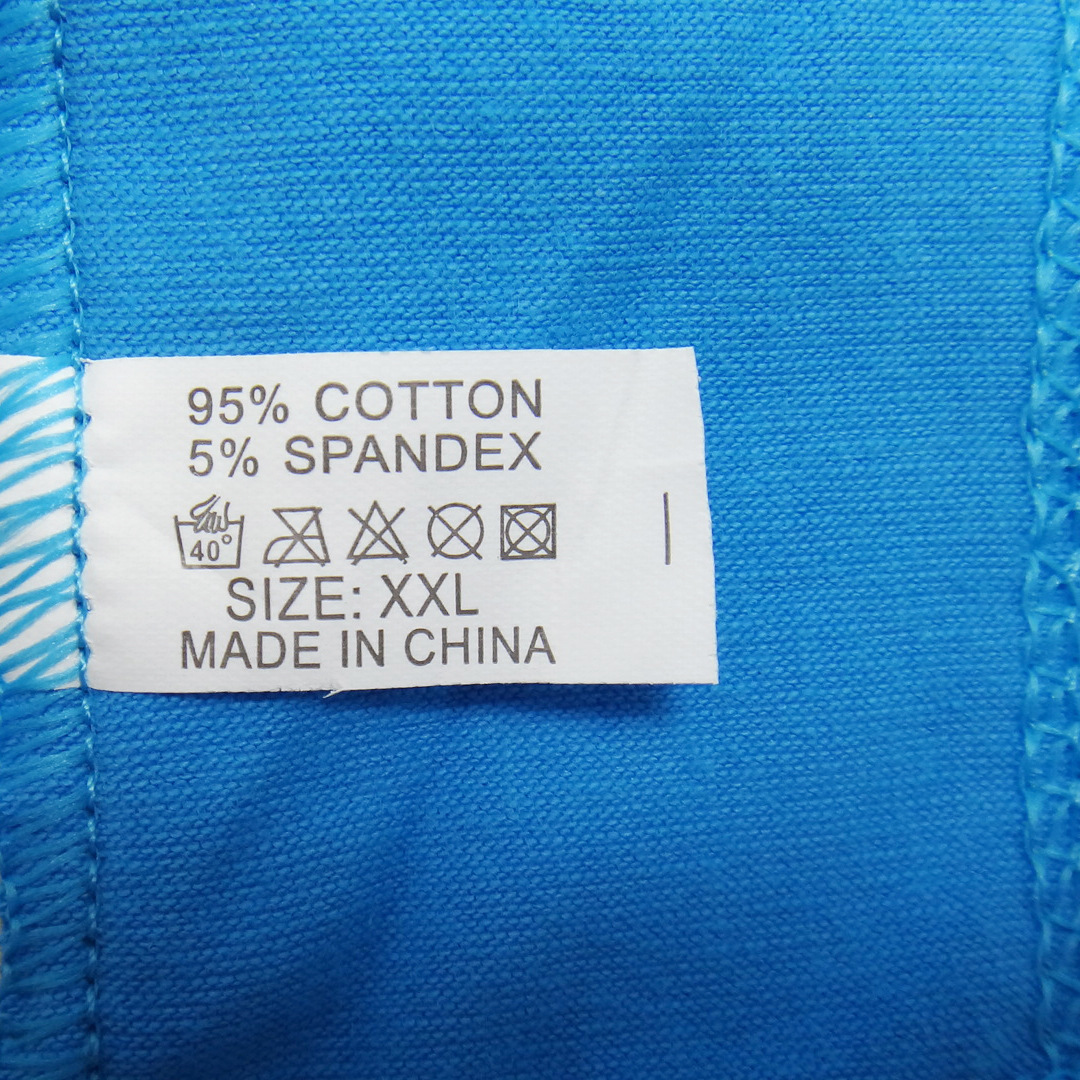 95% COTTON
5% SPANDEX
40°
SIZE: XXL
MADE IN CHINA